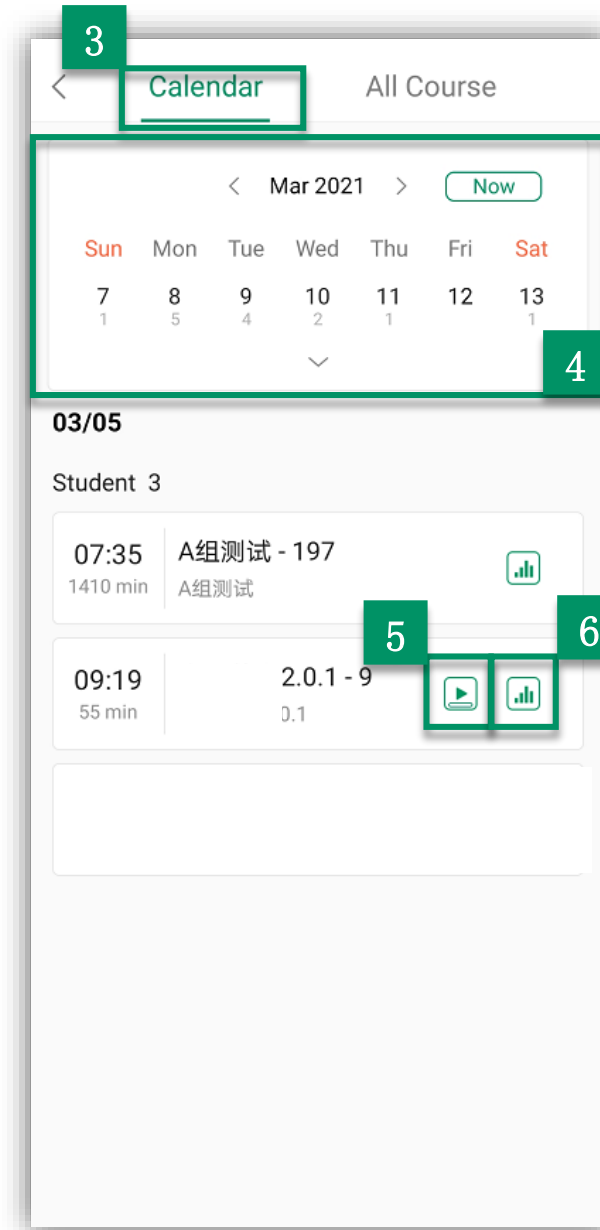 3
Calendar All Course
Mar 2021 Now
Sun Mon Tue Wed Thu Fri Sat
7 8 9 10 11 12 13
1 5 4 2 1 1
4
03/05
Student 3
07:35 A组测试 - 197
1410 min A组测试
5 6
09:19 2.0.1 - 9
55 min 0.1